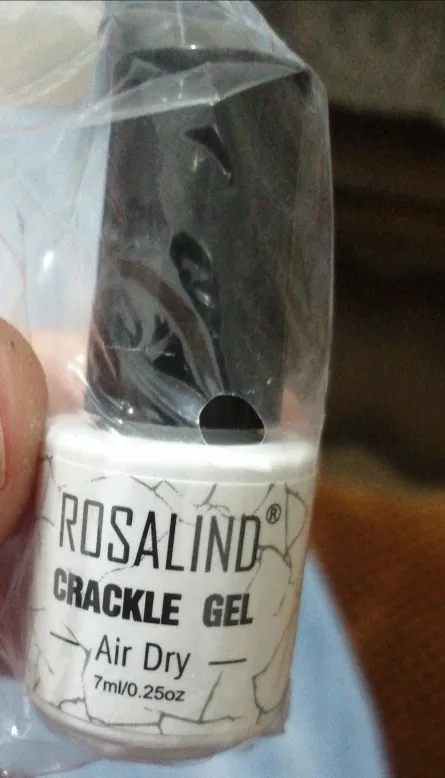 ROSALIND®
CRACKLE GEL
Air Dry
7ml/0.25oz